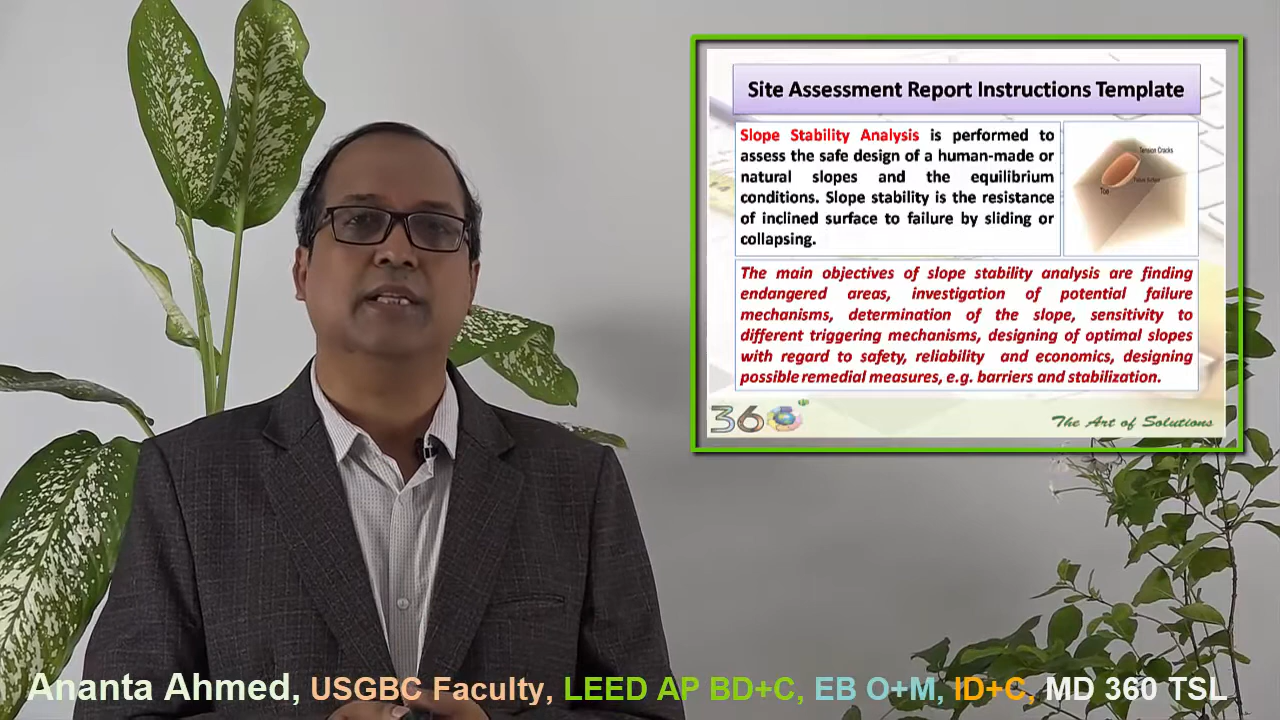 Site Assessment Report Instructions Template
Slope Stability Analysis is performed to
assess the safe design of a human-made or
natural slopes and the equilibrium
conditions. Slope stability is the resistance
of inclined surface to failure by sliding or
collapsing.
Tension Cracks
Failure Surface
Toe
The main objectives of slope stability analysis are finding
endangered areas, investigation of potential failure
mechanisms, determination of the slope, sensitivity to
different triggering mechanisms, designing of optimal slopes
with regard to safety, reliability and economics, designing
possible remedial measures, e.g. barriers and stabilization.
360
The Art of Solutions
Ananta Ahmed, USGBC Faculty, LEED AP BD+C, EB O+M, ID+C, MD 360 TSL